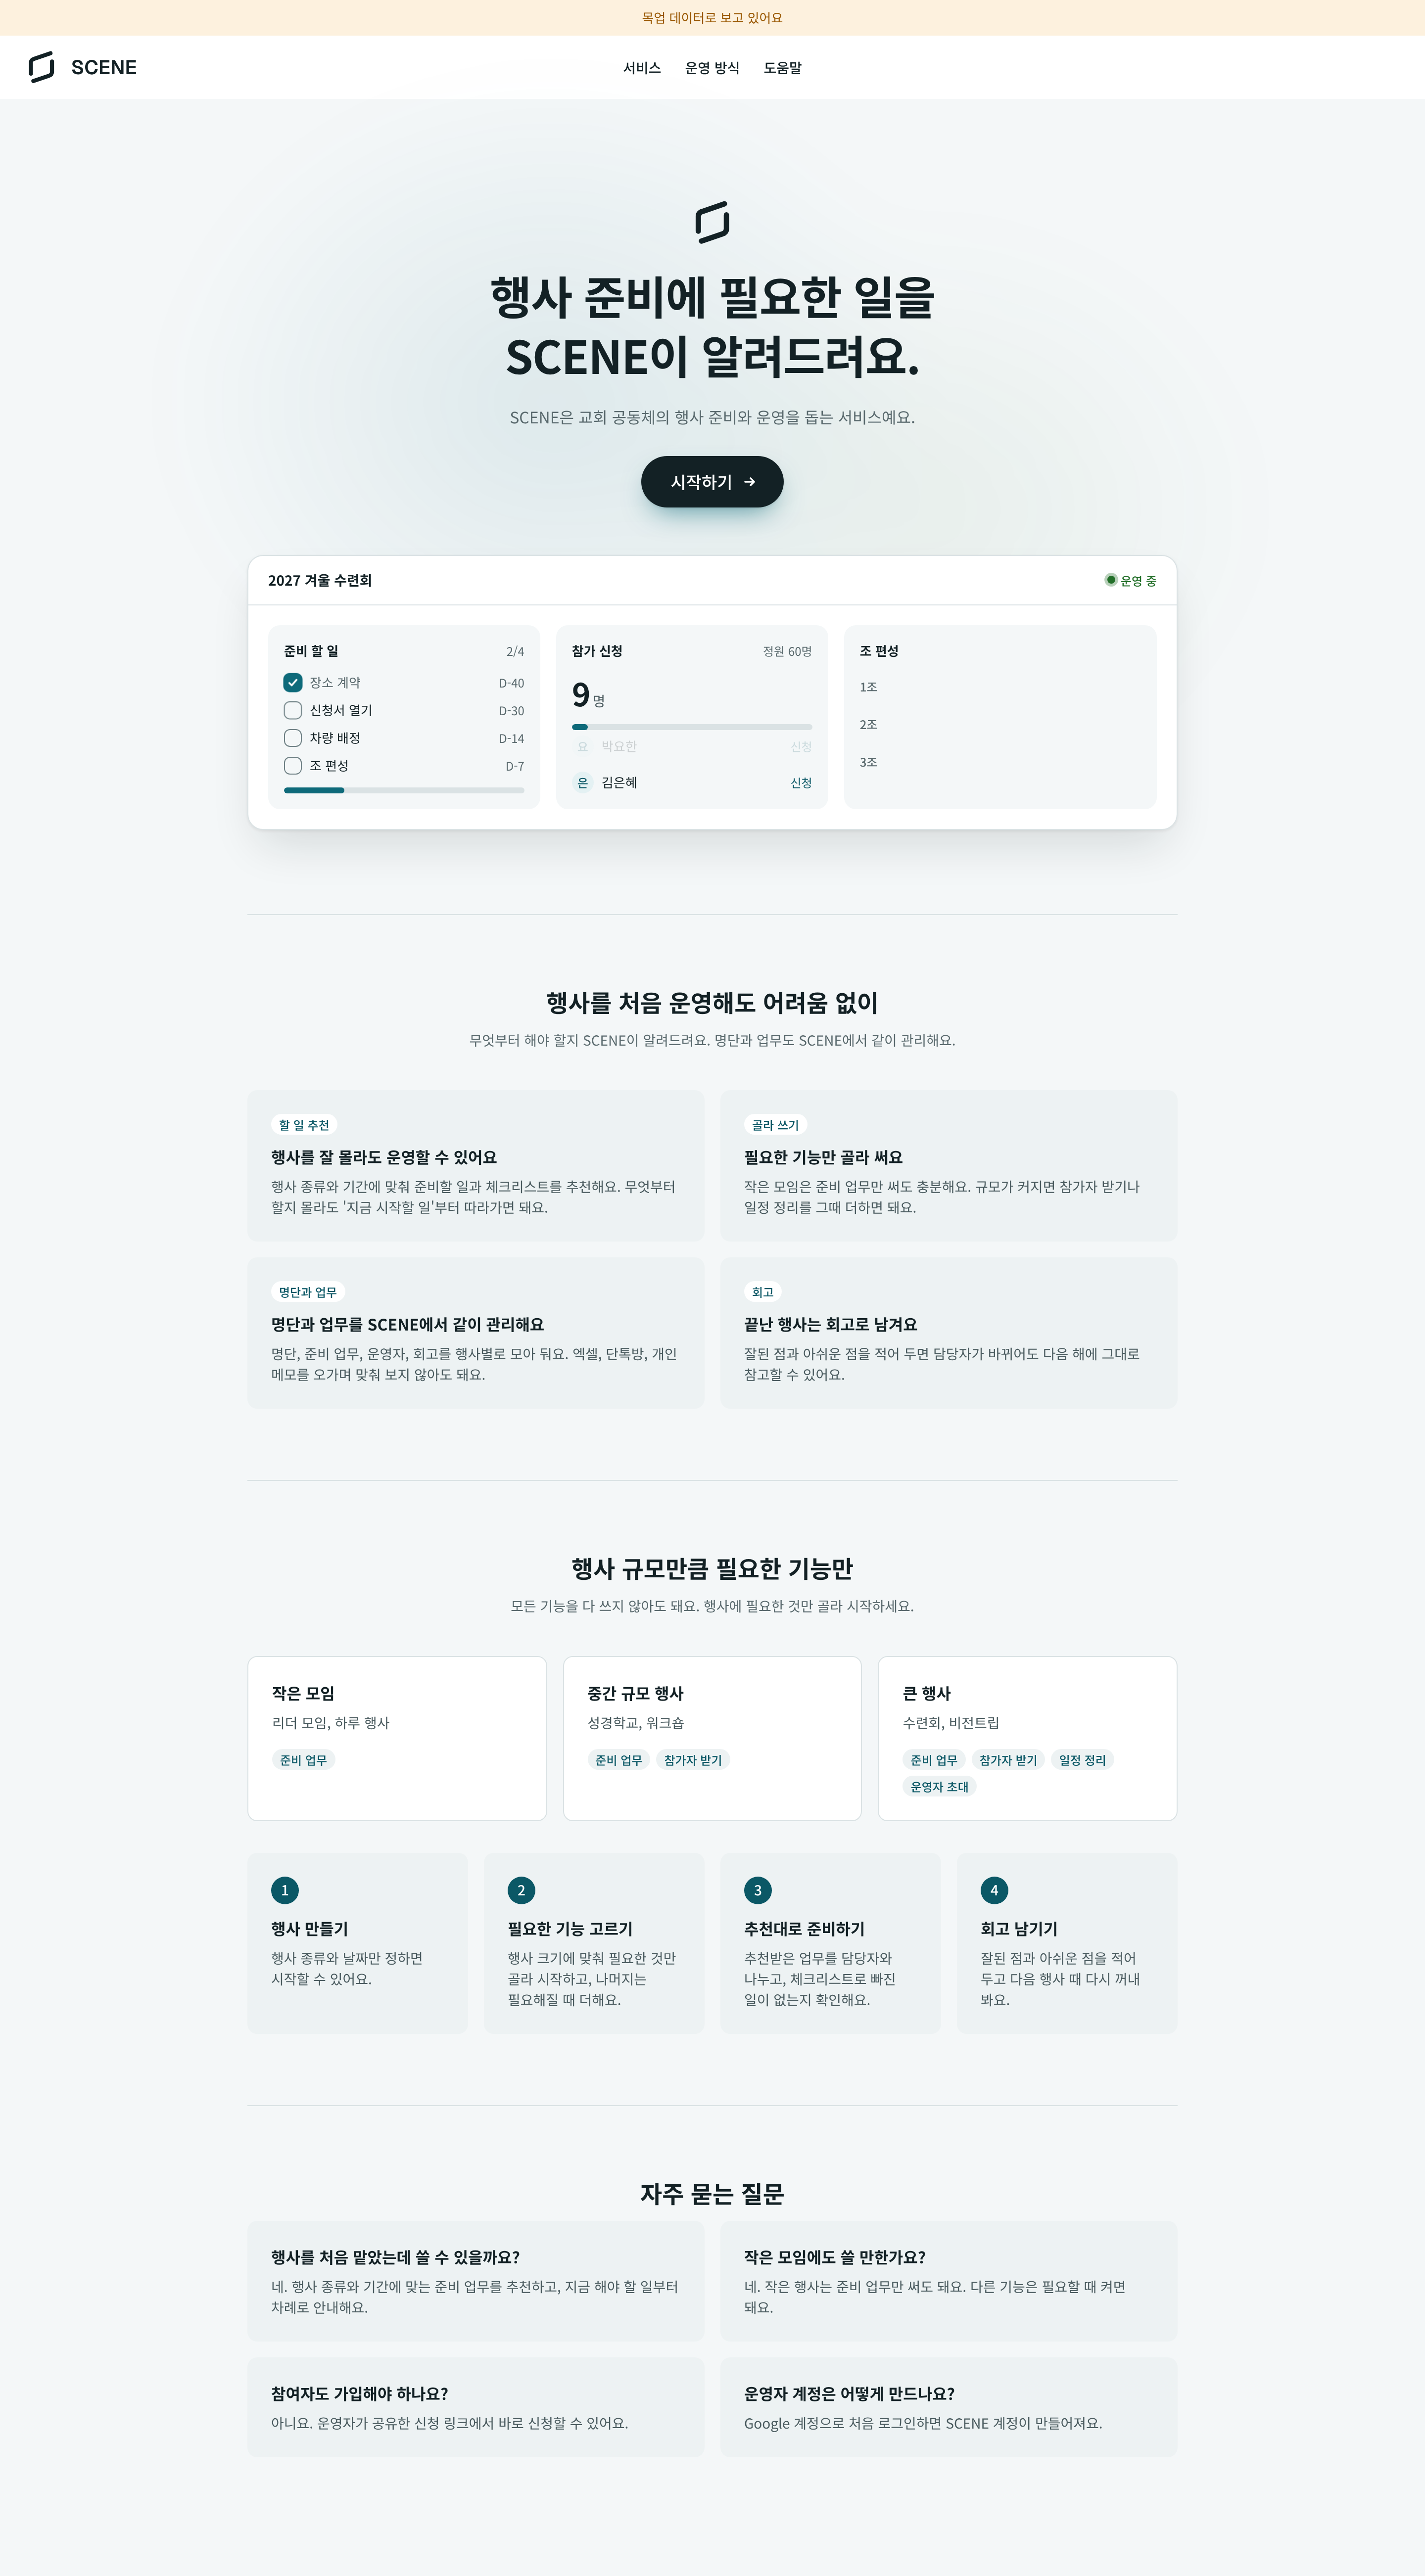 목업 데이터로 보고 있어요
SCENE
서비스 운영 방식 도움말
행사 준비에 필요한 일을
SCENE이 알려드려요.
SCENE은 교회 공동체의 행사 준비와 운영을 돕는 서비스예요.
시작하기 →
2027 겨울 수련회
운영 중
준비 할 일 2/4
장소 계약 D-40
신청서 열기 D-30
차량 배정 D-14
조 편성 D-7
참가 신청 정원 60명
9명
요 박요한 신청
은 김은혜 신청
조 편성
1조
2조
3조
행사를 처음 운영해도 어려움 없이
무엇부터 해야 할지 SCENE이 알려드려요. 명단과 업무도 SCENE에서 같이 관리해요.
할 일 추천
행사를 잘 몰라도 운영할 수 있어요
행사 종류와 기간에 맞춰 준비할 일과 체크리스트를 추천해요. 무엇부터
할지 몰라도 '지금 시작할 일'부터 따라가면 돼요.
골라 쓰기
필요한 기능만 골라 써요
작은 모임은 준비 업무만 써도 충분해요. 규모가 커지면 참가자 받기나
일정 정리를 그때 더하면 돼요.
명단과 업무
명단과 업무를 SCENE에서 같이 관리해요
명단, 준비 업무, 운영자, 회고를 행사별로 모아 둬요. 엑셀, 단톡방, 개인
메모를 오가며 맞춰 보지 않아도 돼요.
회고
끝난 행사는 회고로 남겨요
잘된 점과 아쉬운 점을 적어 두면 담당자가 바뀌어도 다음 해에 그대로
참고할 수 있어요.
행사 규모만큼 필요한 기능만
모든 기능을 다 쓰지 않아도 돼요. 행사에 필요한 것만 골라 시작하세요.
작은 모임
리더 모임, 하루 행사
준비 업무
중간 규모 행사
성경학교, 워크숍
준비 업무 참가자 받기
큰 행사
수련회, 비전트립
준비 업무 참가자 받기 일정 정리
운영자 초대
1
행사 만들기
행사 종류와 날짜만 정하면
시작할 수 있어요.
2
필요한 기능 고르기
행사 크기에 맞춰 필요한 것만
골라 시작하고, 나머지는
필요해질 때 더해요.
3
추천대로 준비하기
추천받은 업무를 담당자와
나누고, 체크리스트로 빠진
일이 없는지 확인해요.
4
회고 남기기
잘된 점과 아쉬운 점을 적어
두고 다음 행사 때 다시 꺼내
봐요.
자주 묻는 질문
행사를 처음 맡았는데 쓸 수 있을까요?
네. 행사 종류와 기간에 맞는 준비 업무를 추천하고, 지금 해야 할 일부터
차례로 안내해요.
작은 모임에도 쓸 만한가요?
네. 작은 행사는 준비 업무만 써도 돼요. 다른 기능은 필요할 때 켜면
돼요.
참여자도 가입해야 하나요?
아니요. 운영자가 공유한 신청 링크에서 바로 신청할 수 있어요.
운영자 계정은 어떻게 만드나요?
Google 계정으로 처음 로그인하면 SCENE 계정이 만들어져요.